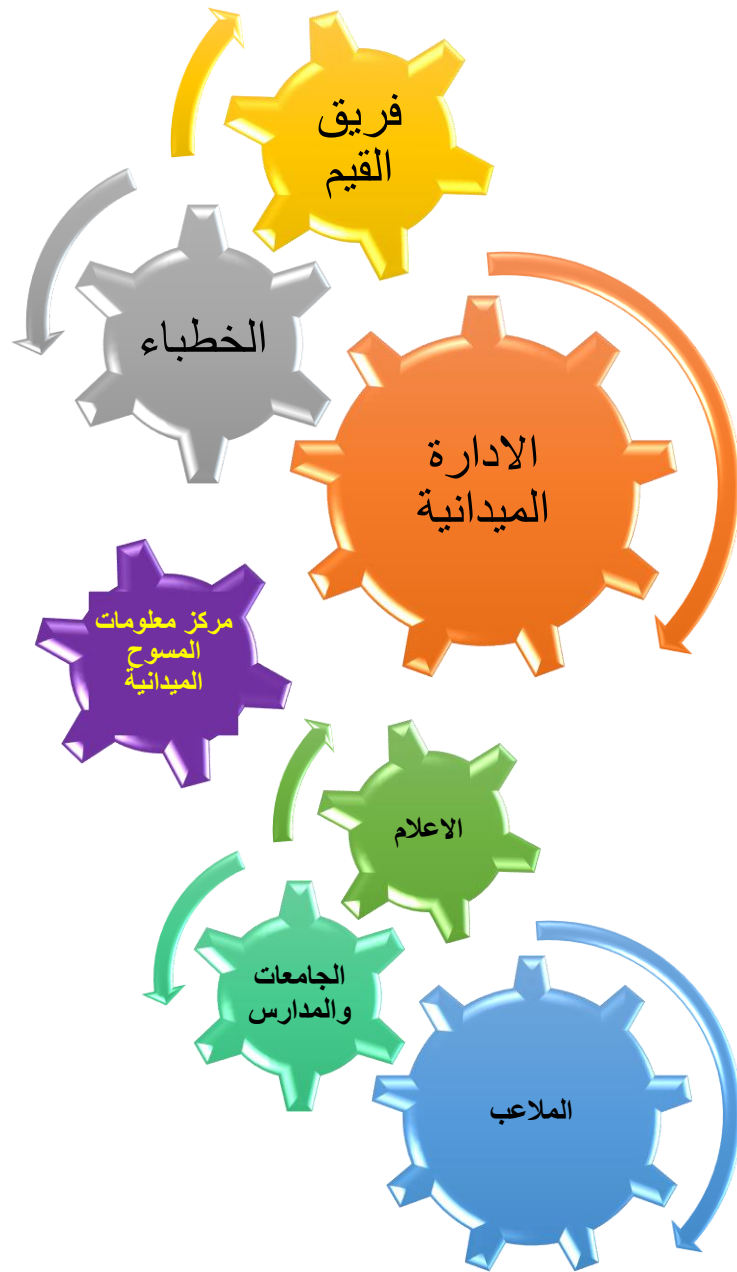 فريق
القيم
الخطباء
الادارة
الميدانية
مركز معلومات
المسوح
الميدانية
الاعلام
الجامعات
والمدارس
الملاعب